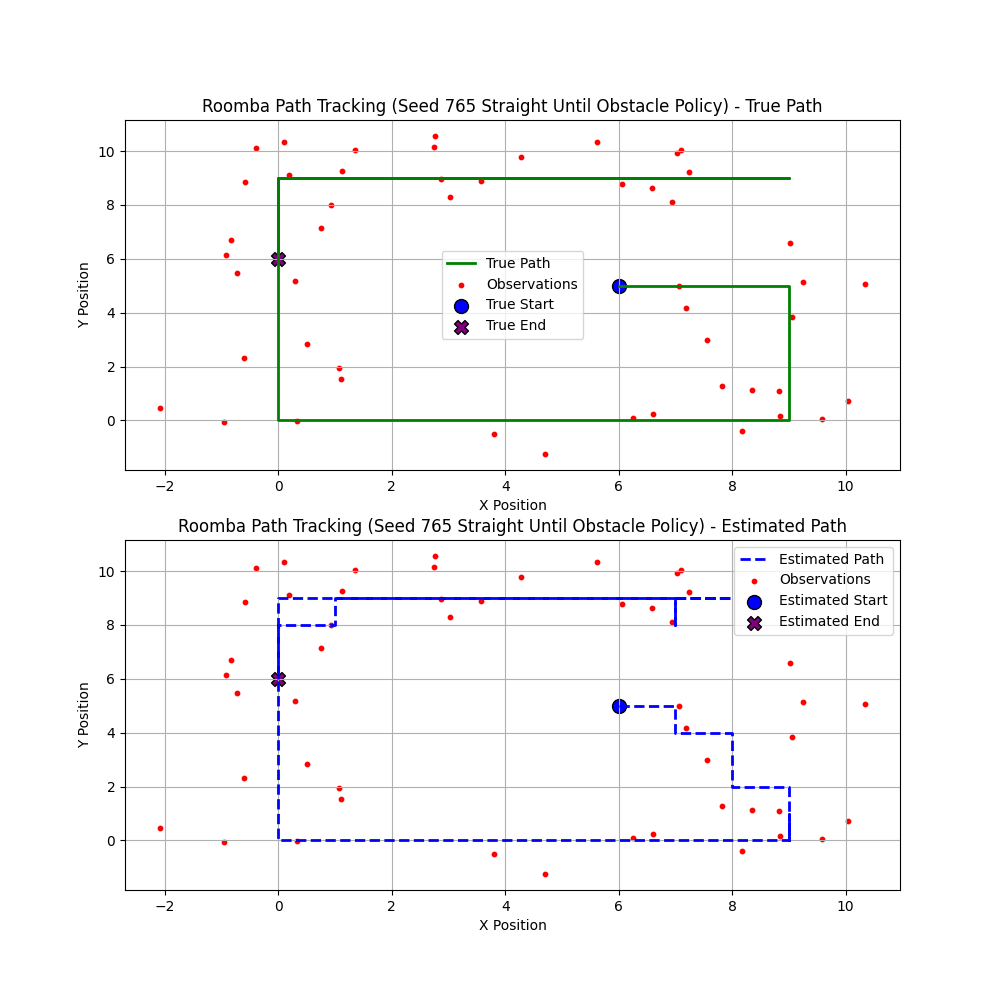 Roomba Path Tracking (Seed 765 Straight Until Obstacle Policy) - True Path
Y Position
10
8
6
4
2
0
True Path
Observations
True Start
True End
−2
0
2
4
6
8
10
X Position
Roomba Path Tracking (Seed 765 Straight Until Obstacle Policy) - Estimated Path
Y Position
10
8
6
4
2
0
Estimated Path
Observations
Estimated Start
Estimated End
−2
0
2
4
6
8
10
X Position